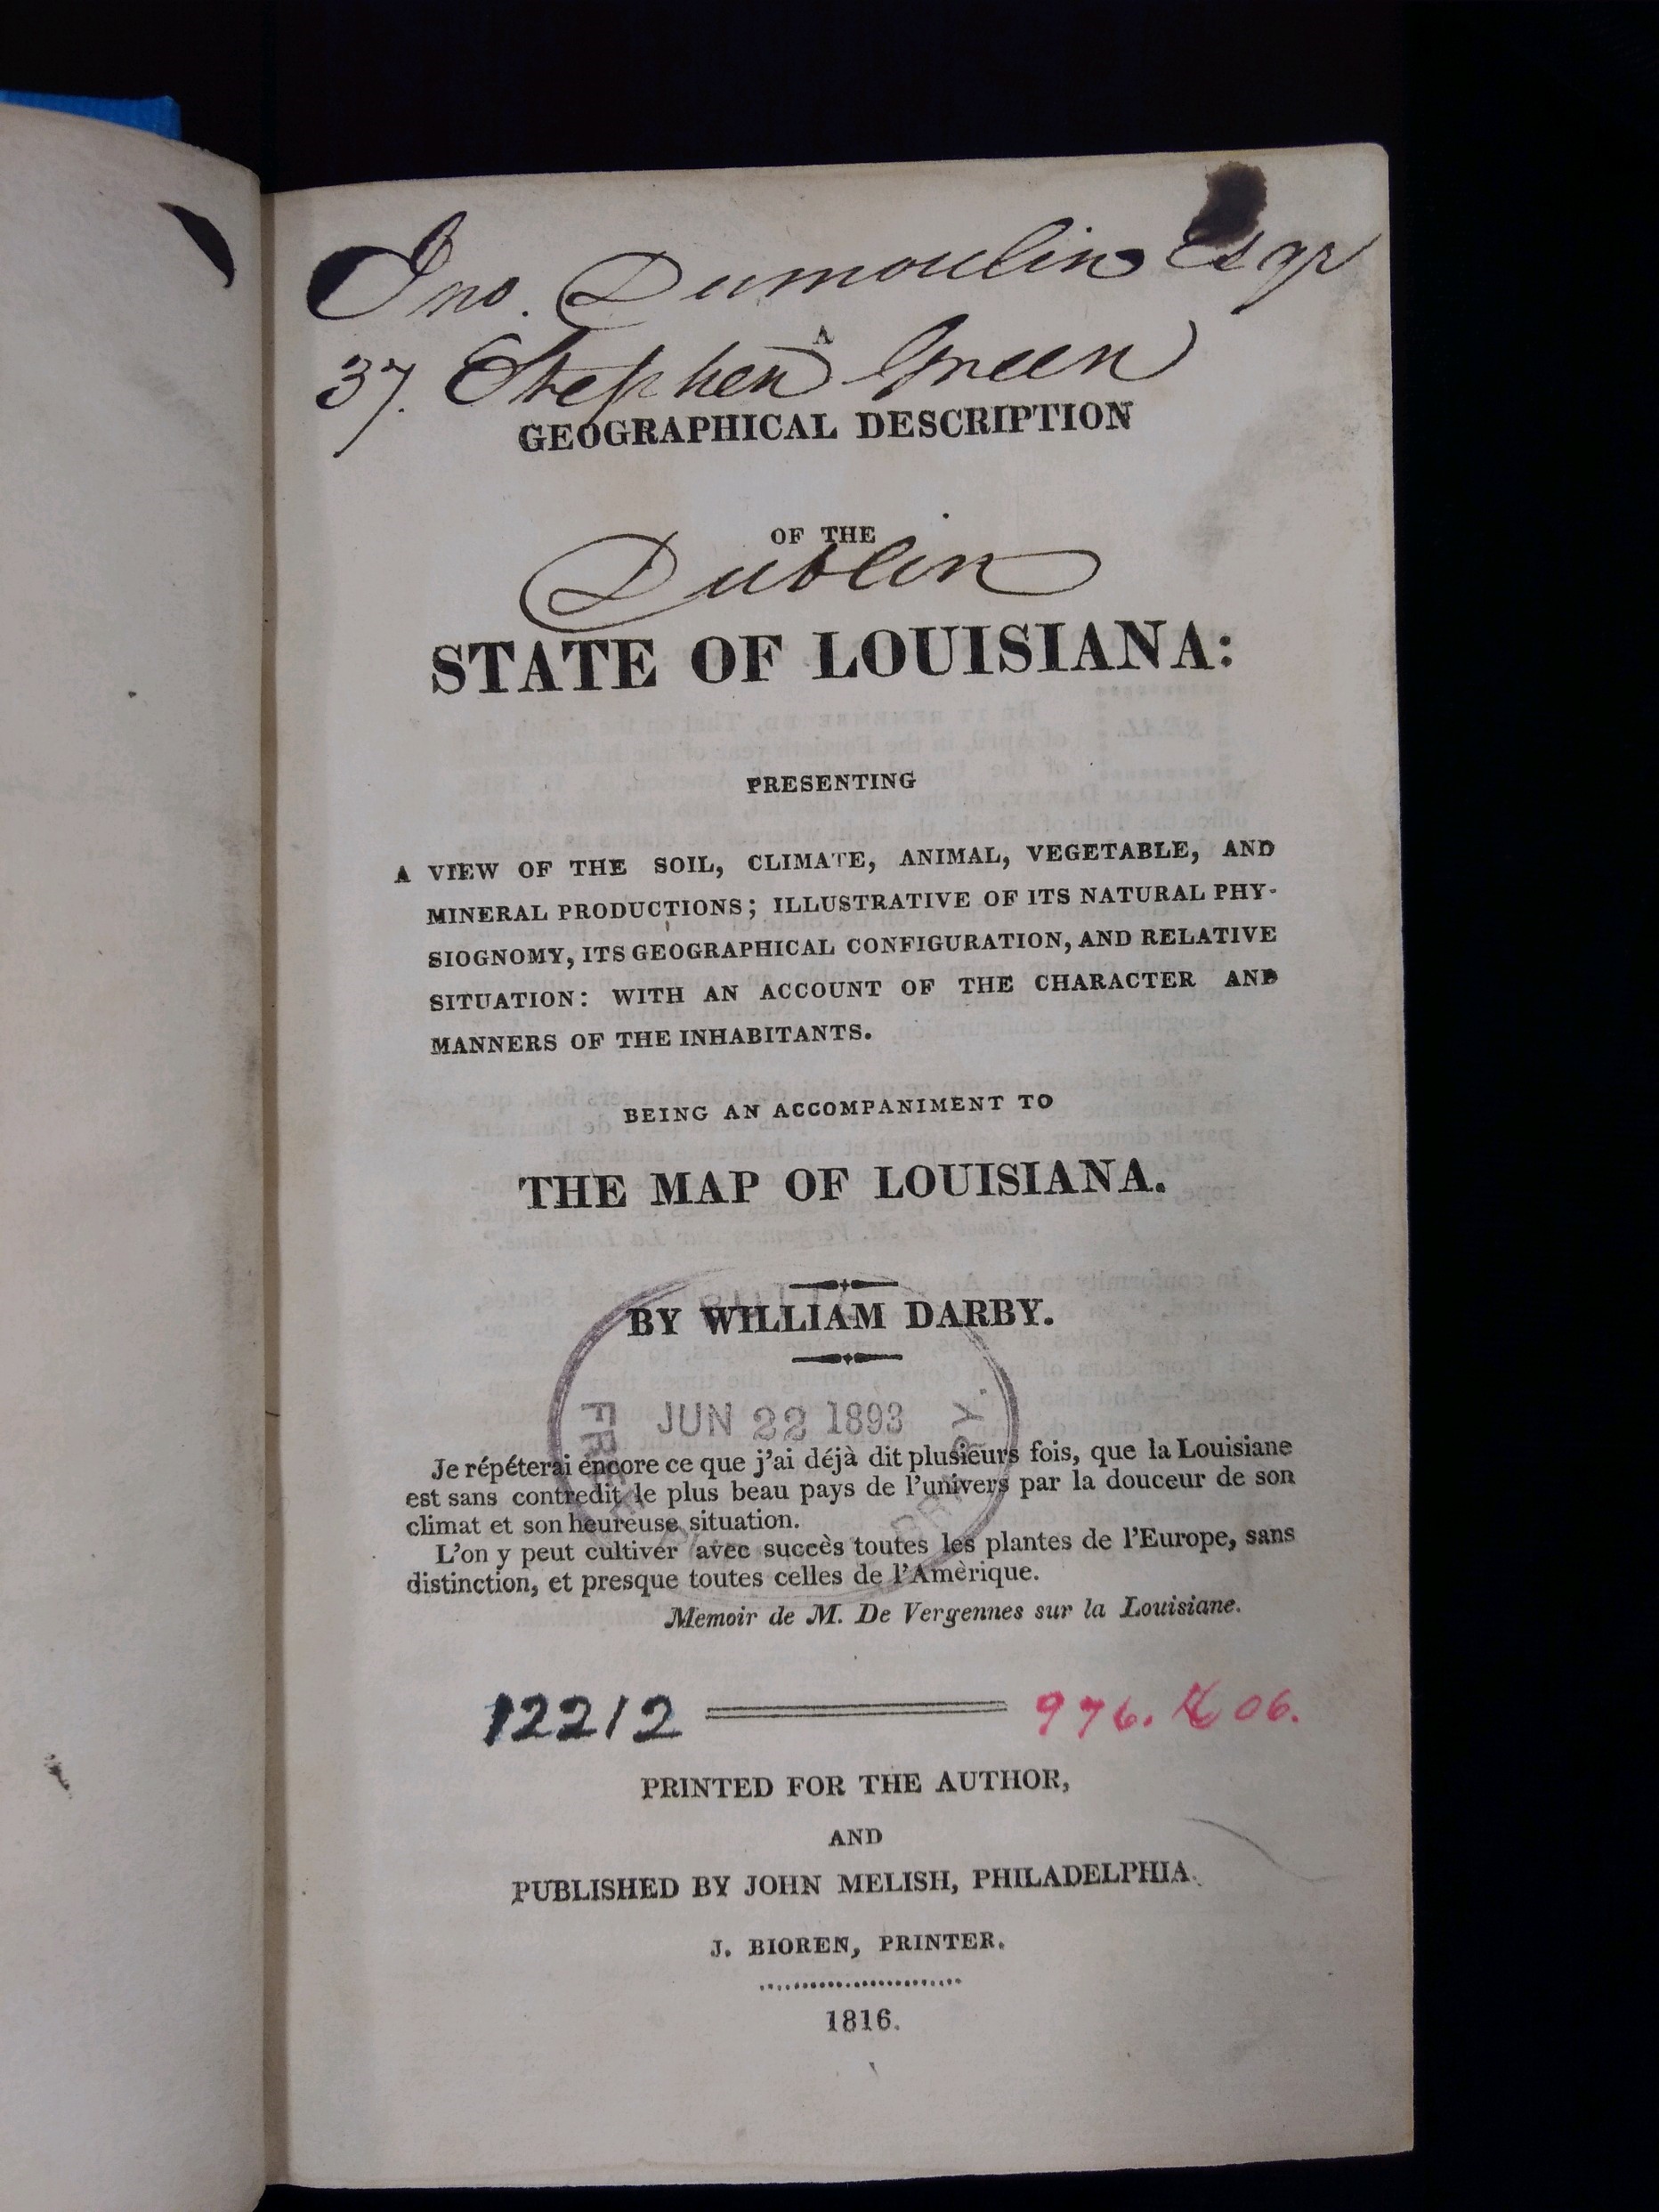 Jno. Dumoulin Esqr
A
37. Stephen Green
GEOGRAPHICAL DESCRIPTION
OF THE
Dublin
STATE OF LOUISIANA:
PRESENTING
A VIEW OF THE SOIL, CLIMATE, ANIMAL, VEGETABLE, AND
MINERAL PRODUCTIONS; ILLUSTRATIVE OF ITS NATURAL PHY-
SIOGNOMY, ITS GEOGRAPHICAL CONFIGURATION, AND RELATIVE
SITUATION: WITH AN ACCOUNT OF THE CHARACTER AND
MANNERS OF THE INHABITANTS.
BEING AN ACCOMPANIMENT TO
THE MAP OF LOUISIANA.
BY WILLIAM DARBY.
JUN 22 1893
FREE
Je répéterai encore ce que j'ai déjà dit plusieurs fois, que la Louisiane
est sans contredit le plus beau pays de l'univers par la douceur de son
climat et son heureuse situation.
L'on y peut cultiver avec succès toutes les plantes de l'Europe, sans
distinction, et presque toutes celles de l'Amèrique.
Memoir de M. De Vergennes sur la Louisiane.
12212
976. 06.
PRINTED FOR THE AUTHOR,
AND
PUBLISHED BY JOHN MELISH, PHILADELPHIA.
J. BIOREN, PRINTER.
1816.